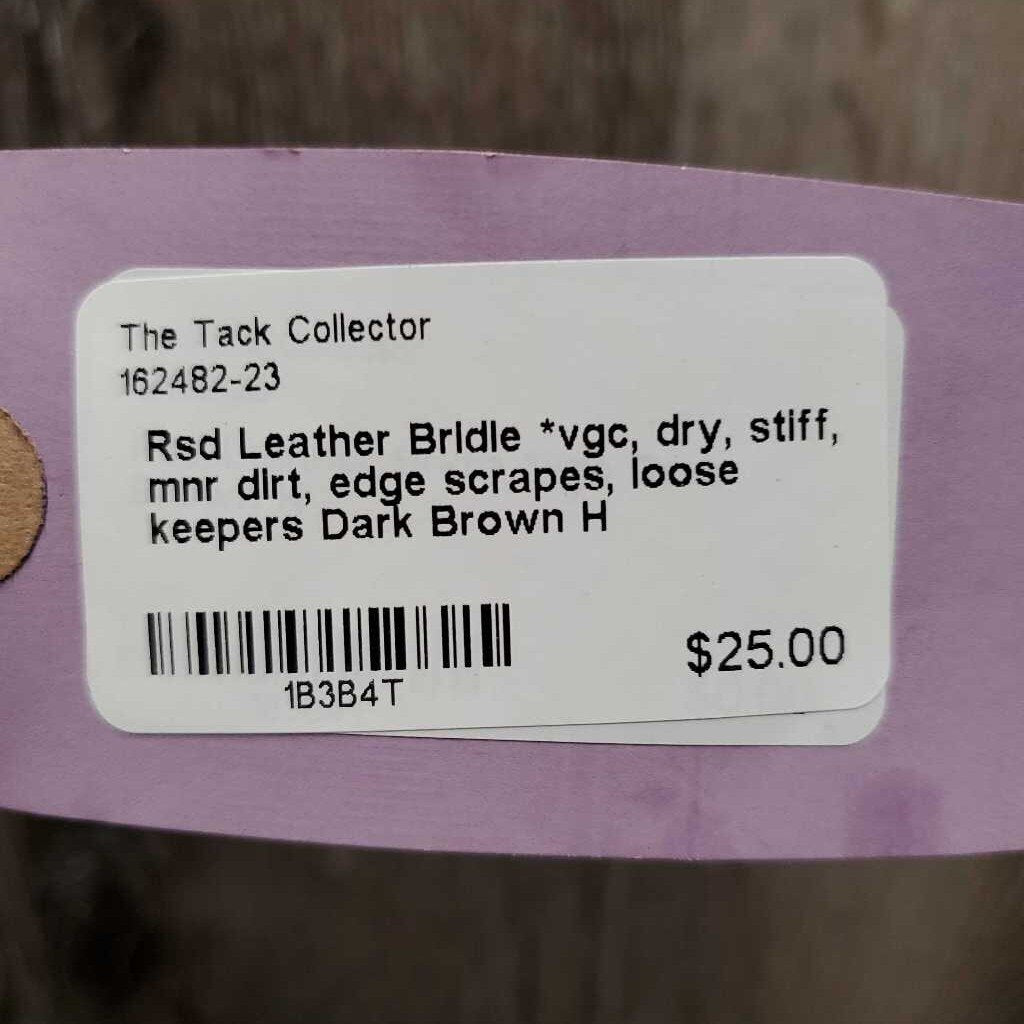 The Tack Collector
162482-23
Rsd Leather Bridle *vgc, dry, stiff,
mnr dirt, edge scrapes, loose
keepers Dark Brown H
1B3B4T
$25.00